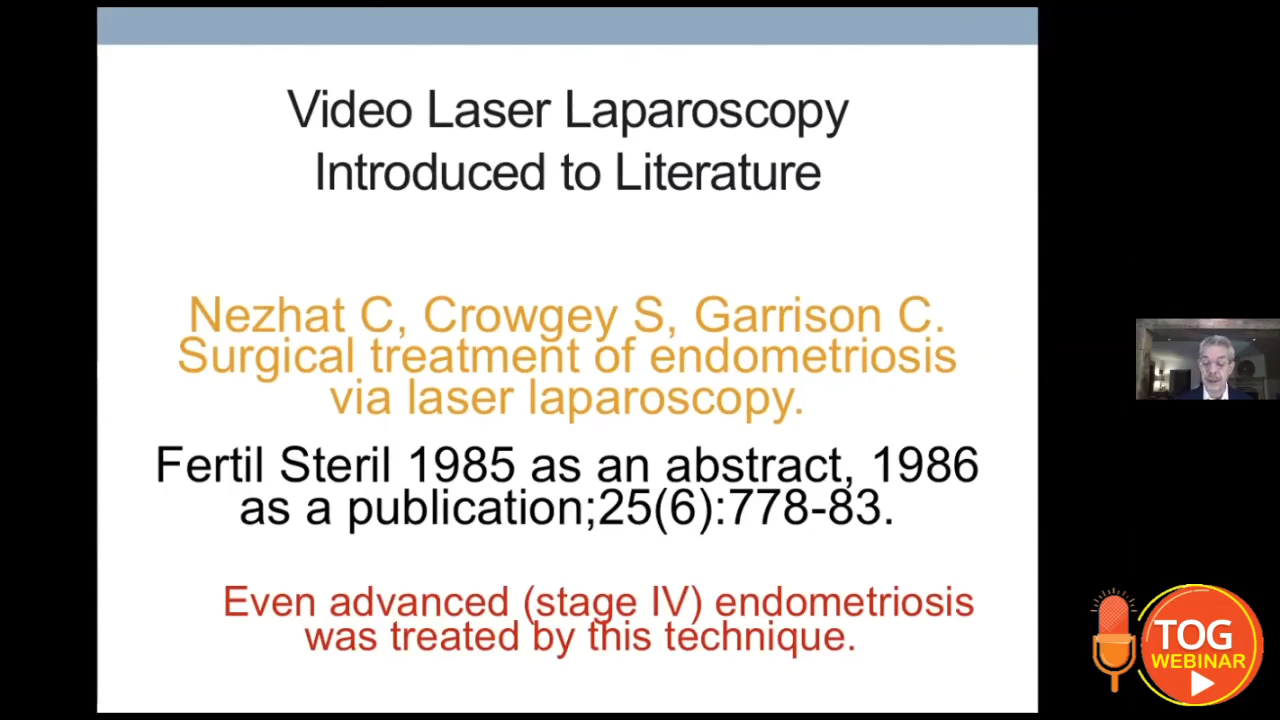 Video Laser Laparoscopy
Introduced to Literature
Nezhat C, Crowgey S, Garrison C.
Surgical treatment of endometriosis
via laser laparoscopy.
Fertil Steril 1985 as an abstract, 1986
as a publication;25(6):778-83.
Even advanced (stage IV) endometriosis
was treated by this technique.
TOG
WEBINAR